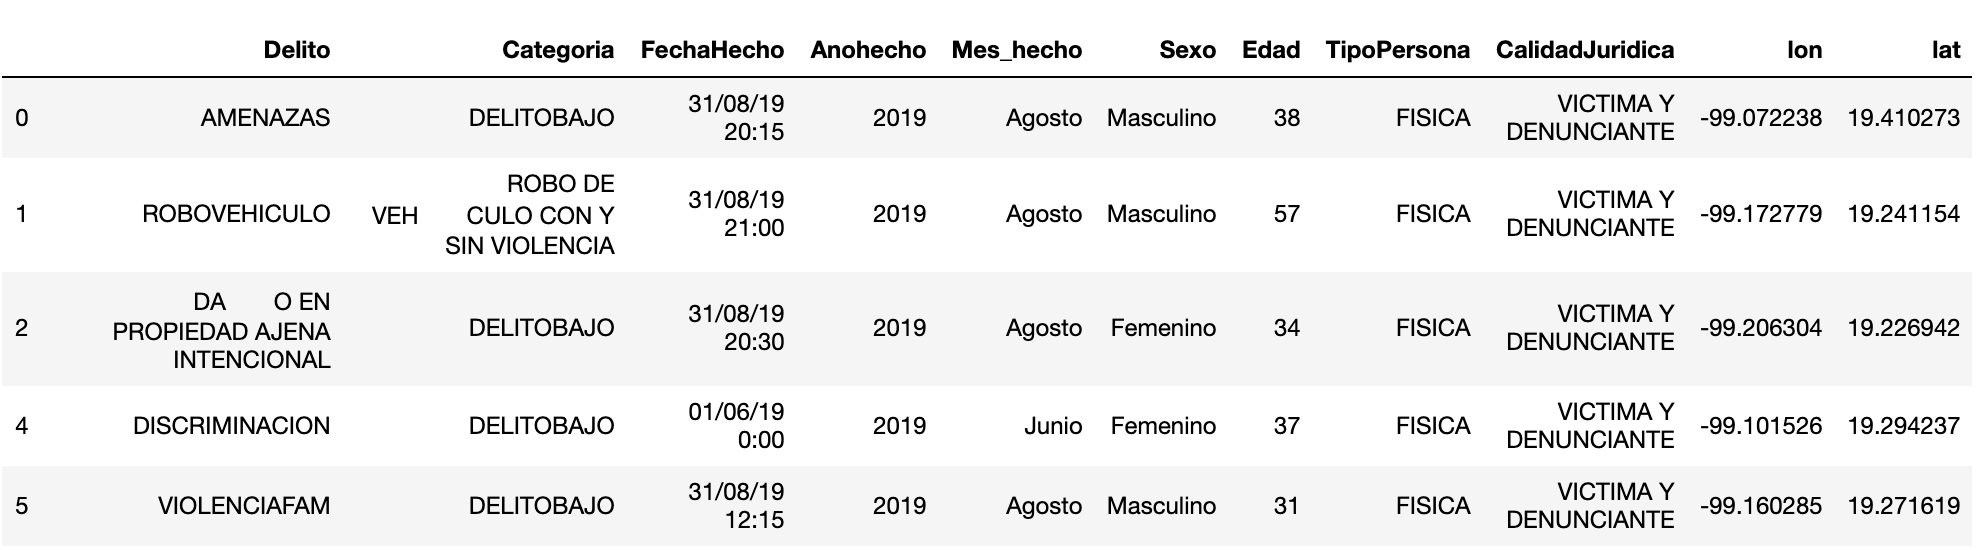 Delito Categoria FechaHecho Anohecho Mes_hecho Sexo Edad TipoPersona CalidadJuridica lon lat
0 AMENAZAS DELITOBAJO 31/08/19 20:15 2019 Agosto Masculino 38 FISICA VICTIMA Y DENUNCIANTE -99.072238 19.410273
1 ROBOVEHICULO ROBO DE VEH CULO CON Y SIN VIOLENCIA 31/08/19 21:00 2019 Agosto Masculino 57 FISICA VICTIMA Y DENUNCIANTE -99.172779 19.241154
2 DA O EN PROPIEDAD AJENA INTENCIONAL DELITOBAJO 31/08/19 20:30 2019 Agosto Femenino 34 FISICA VICTIMA Y DENUNCIANTE -99.206304 19.226942
4 DISCRIMINACION DELITOBAJO 01/06/19 0:00 2019 Junio Femenino 37 FISICA VICTIMA Y DENUNCIANTE -99.101526 19.294237
5 VIOLENCIAFAM DELITOBAJO 31/08/19 12:15 2019 Agosto Masculino 31 FISICA VICTIMA Y DENUNCIANTE -99.160285 19.271619